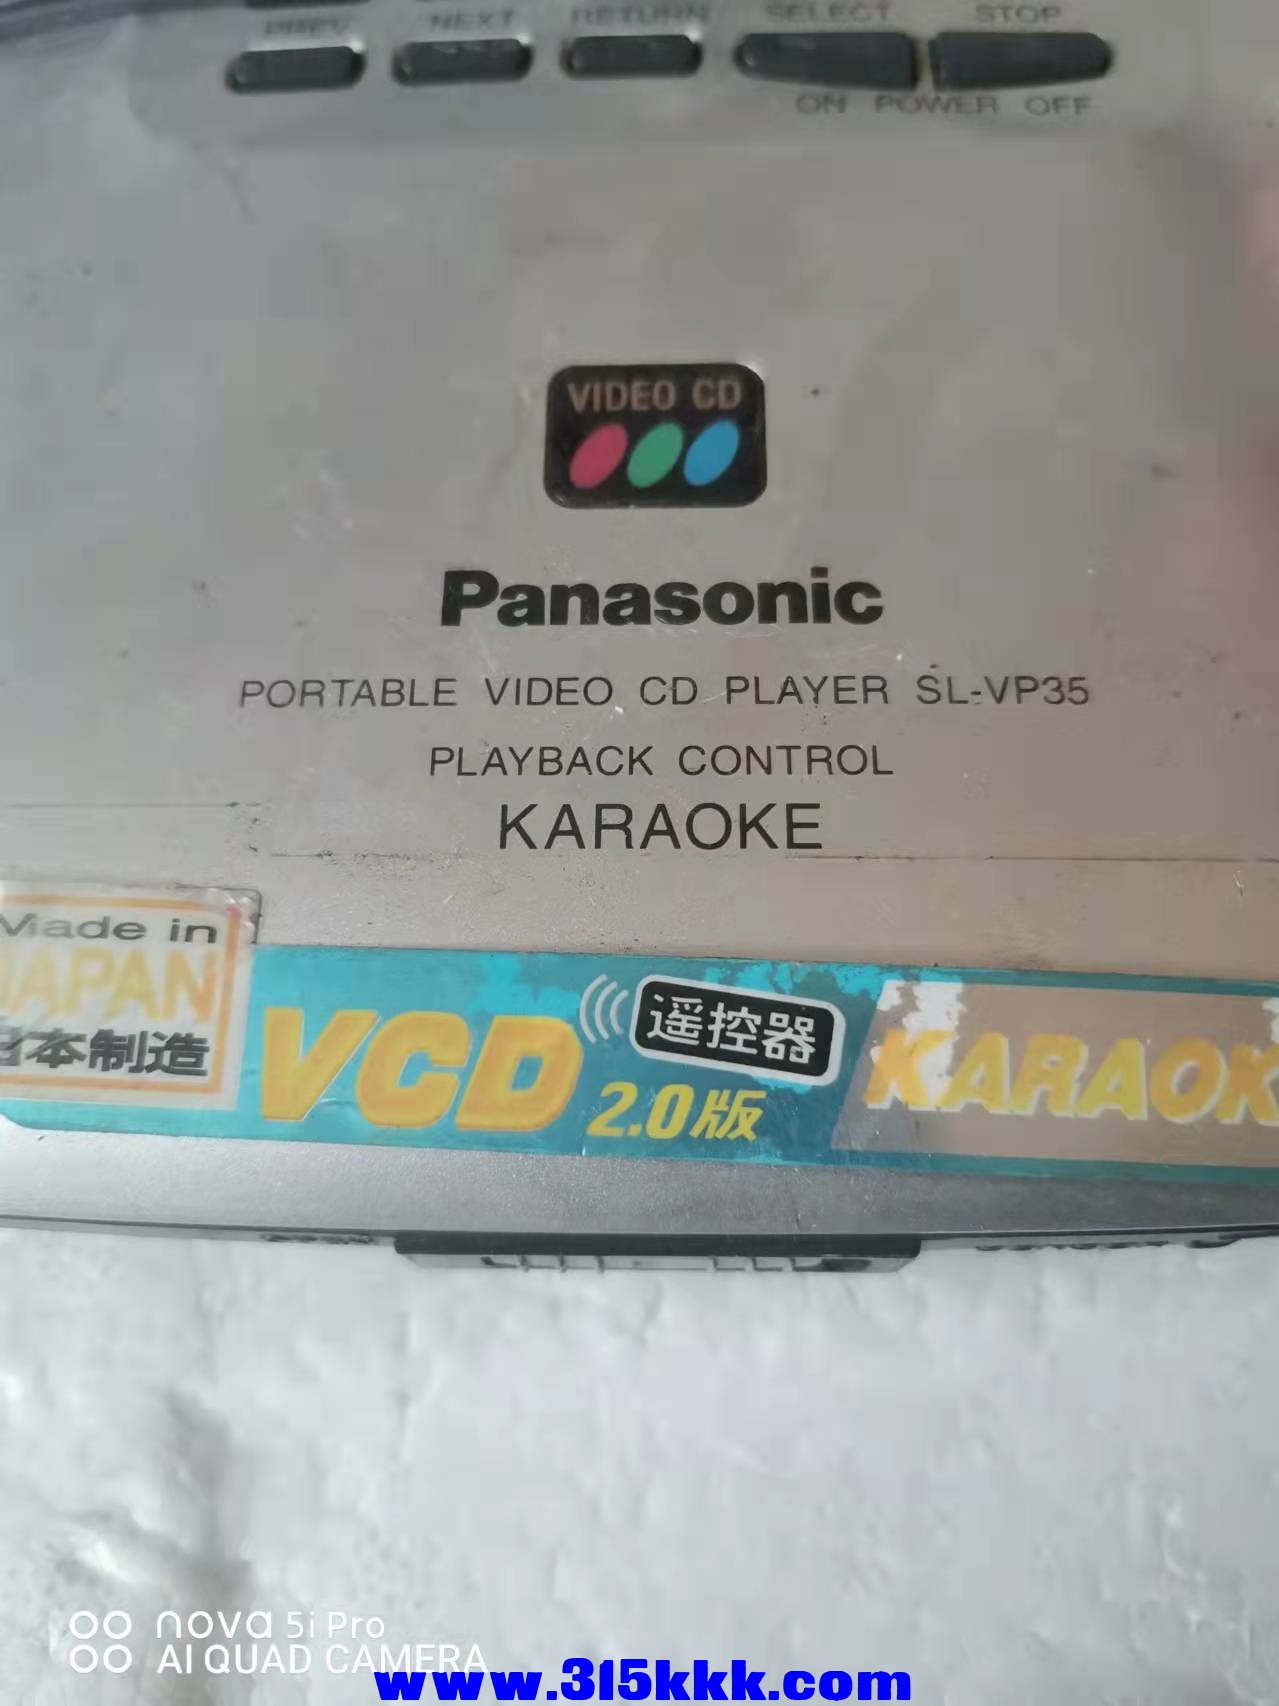 PREV NEXT RETURN SELECT STOP
ON POWER OFF
VIDEO CD
Panasonic
PORTABLE VIDEO CD PLAYER SL-VP35
PLAYBACK CONTROL
KARAOKE
Made in
JAPAN
日本制造
VCD
遥控器
2.0版
KARAOK
nova 5i Pro
AI QUAD CAMERA
www.315kkk.com